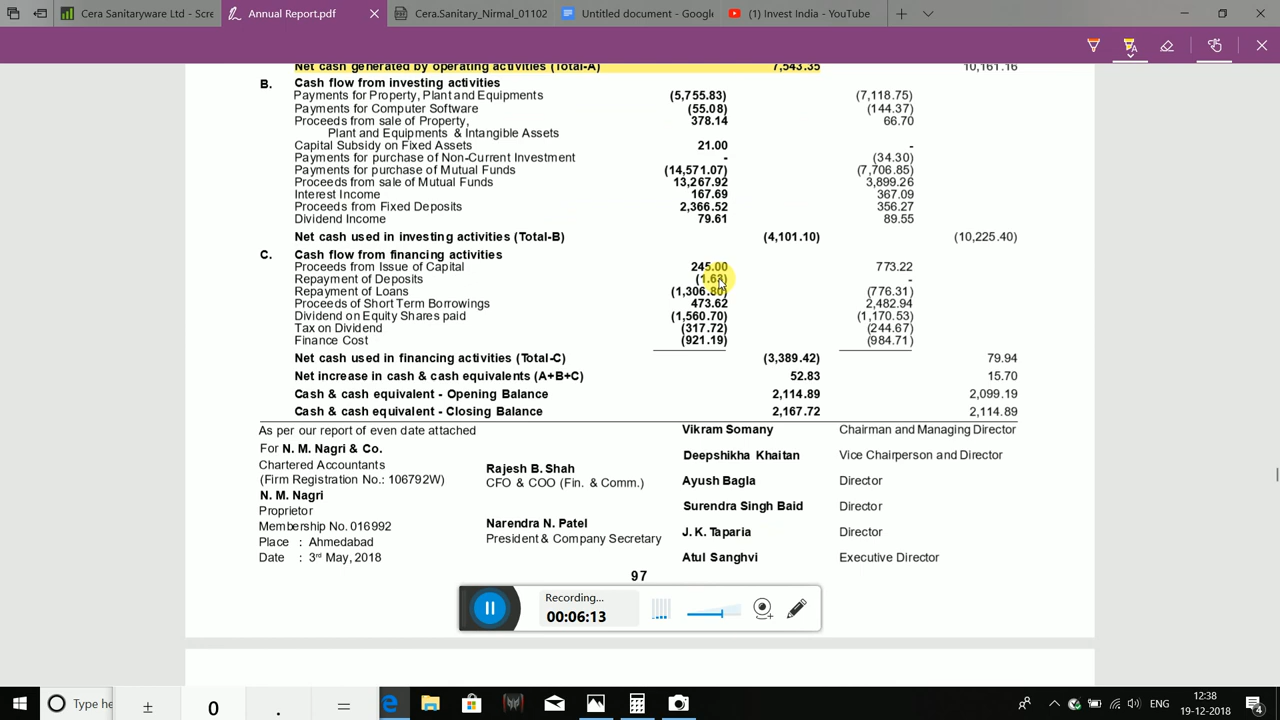 Cera Sanitaryware Ltd - Scre
Annual Report.pdf
Cera.Sanitary_Nirmal_01102
Untitled document - Google
(1) Invest India - YouTube
Net cash generated by operating activities (Total-A) 7,543.35 10,161.16
B. Cash flow from investing activities
Payments for Property, Plant and Equipments (5,755.83) (7,118.75)
Payments for Computer Software (55.08) (144.37)
Proceeds from sale of Property, 378.14 66.70
Plant and Equipments & Intangible Assets
Capital Subsidy on Fixed Assets 21.00 -
Payments for purchase of Non-Current Investment - (34.30)
Payments for purchase of Mutual Funds (14,571.07) (7,706.85)
Proceeds from sale of Mutual Funds 13,267.92 3,899.26
Interest Income 167.69 367.09
Proceeds from Fixed Deposits 2,366.52 356.27
Dividend Income 79.61 89.55
Net cash used in investing activities (Total-B) (4,101.10) (10,225.40)
C. Cash flow from financing activities
Proceeds from Issue of Capital 245.00 773.22
Repayment of Deposits (1.63) -
Repayment of Loans (1,306.80) (776.31)
Proceeds of Short Term Borrowings 473.62 2,482.94
Dividend on Equity Shares paid (1,560.70) (1,170.53)
Tax on Dividend (317.72) (244.67)
Finance Cost (921.19) (984.71)
Net cash used in financing activities (Total-C) (3,389.42) 79.94
Net increase in cash & cash equivalents (A+B+C) 52.83 15.70
Cash & cash equivalent - Opening Balance 2,114.89 2,099.19
Cash & cash equivalent - Closing Balance 2,167.72 2,114.89
As per our report of even date attached
For N. M. Nagri & Co.
Chartered Accountants
(Firm Registration No.: 106792W)
N. M. Nagri
Proprietor
Membership No. 016992
Place : Ahmedabad
Date : 3rd May, 2018
Rajesh B. Shah
CFO & COO (Fin. & Comm.)
Narendra N. Patel
President & Company Secretary
Vikram Somany Chairman and Managing Director
Deepshikha Khaitan Vice Chairperson and Director
Ayush Bagla Director
Surendra Singh Baid Director
J. K. Taparia Director
Atul Sanghvi Executive Director
97
Recording...
00:06:13
Type he
± 0 . =
ENG
12:38
19-12-2018
4